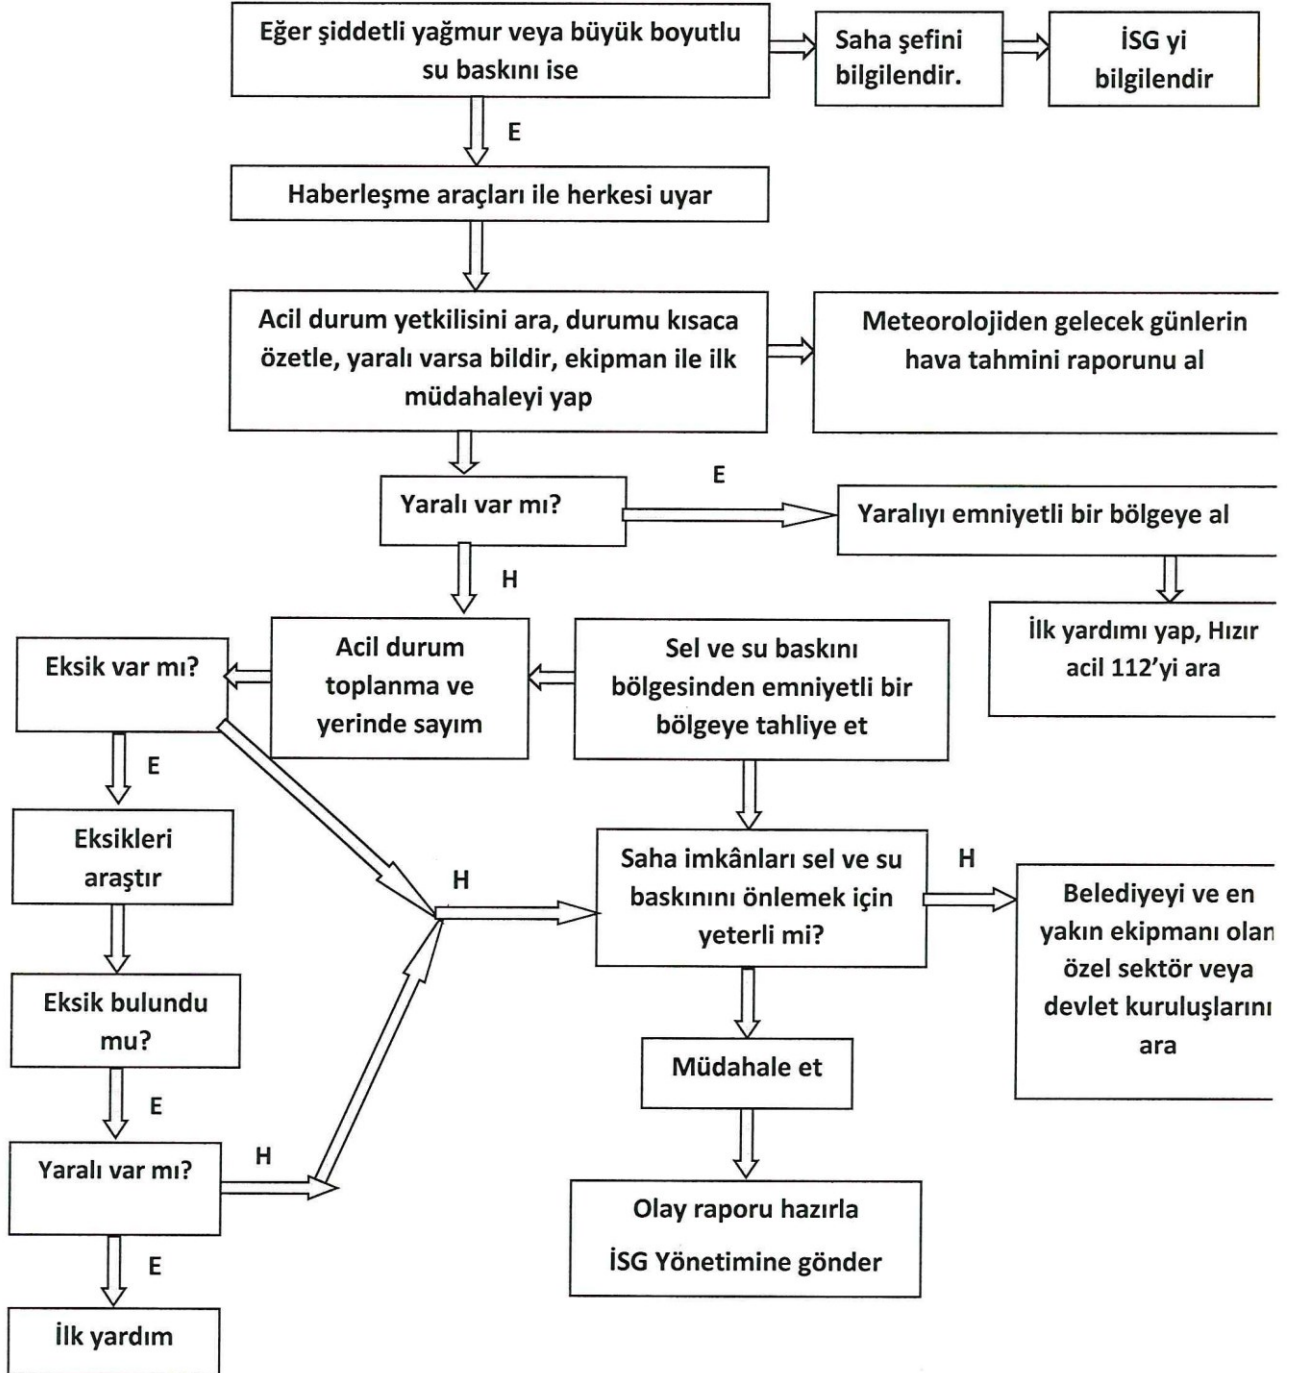 Eğer şiddetli yağmur veya büyük boyutlu
su baskını ise
Saha şefini
bilgilendir.
İSG yi
bilgilendir
E
Haberleşme araçları ile herkesi uyar
Acil durum yetkilisini ara, durumu kısaca
özetle, yaralı varsa bildir, ekipman ile ilk
müdahaleyi yap
Meteorolojiden gelecek günlerin
hava tahmini raporunu al
Yaralı var mı?
E
Yaralıyı emniyetli bir bölgeye al
H
İlk yardımı yap, Hızır
acil 112'yi ara
Eksik var mı?
Acil durum
toplanma ve
yerinde sayım
Sel ve su baskını
bölgesinden emniyetli bir
bölgeye tahliye et
E
Eksikleri
araştır
H
Saha imkânları sel ve su
baskınını önlemek için
yeterli mi?
H
Belediyeyi ve en
yakın ekipmanı olan
özel sektör veya
devlet kuruluşlarını
ara
Eksik bulundu
mu?
Müdahale et
E
Yaralı var mı?
H
Olay raporu hazırla
İSG Yönetimine gönder
E
İlk yardım